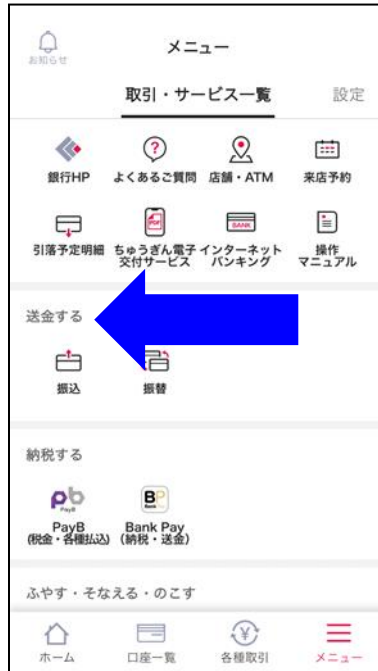 お知らせ
メニュー
取引・サービス一覧
設定
銀行HP
よくあるご質問
店舗・ATM
来店予約
引落予定明細
PDF
ちゅうぎん電子
交付サービス
BANK
インターネット
バンキング
操作
マニュアル
送金する
振込
振替
納税する
PayB
PayB
(税金・各種払込)
BP
Bank Pay
(納税・送金)
ふやす・そなえる・のこす
ホーム
口座一覧
各種取引
メニュー